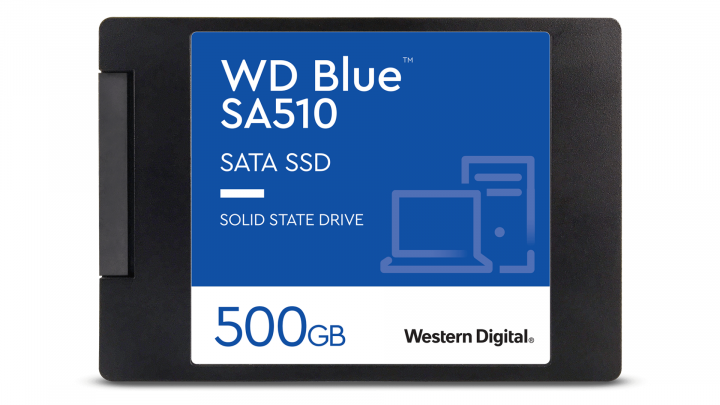 WD Blue™
SA510
SATA SSD
SOLID STATE DRIVE
500GB
Western Digital®